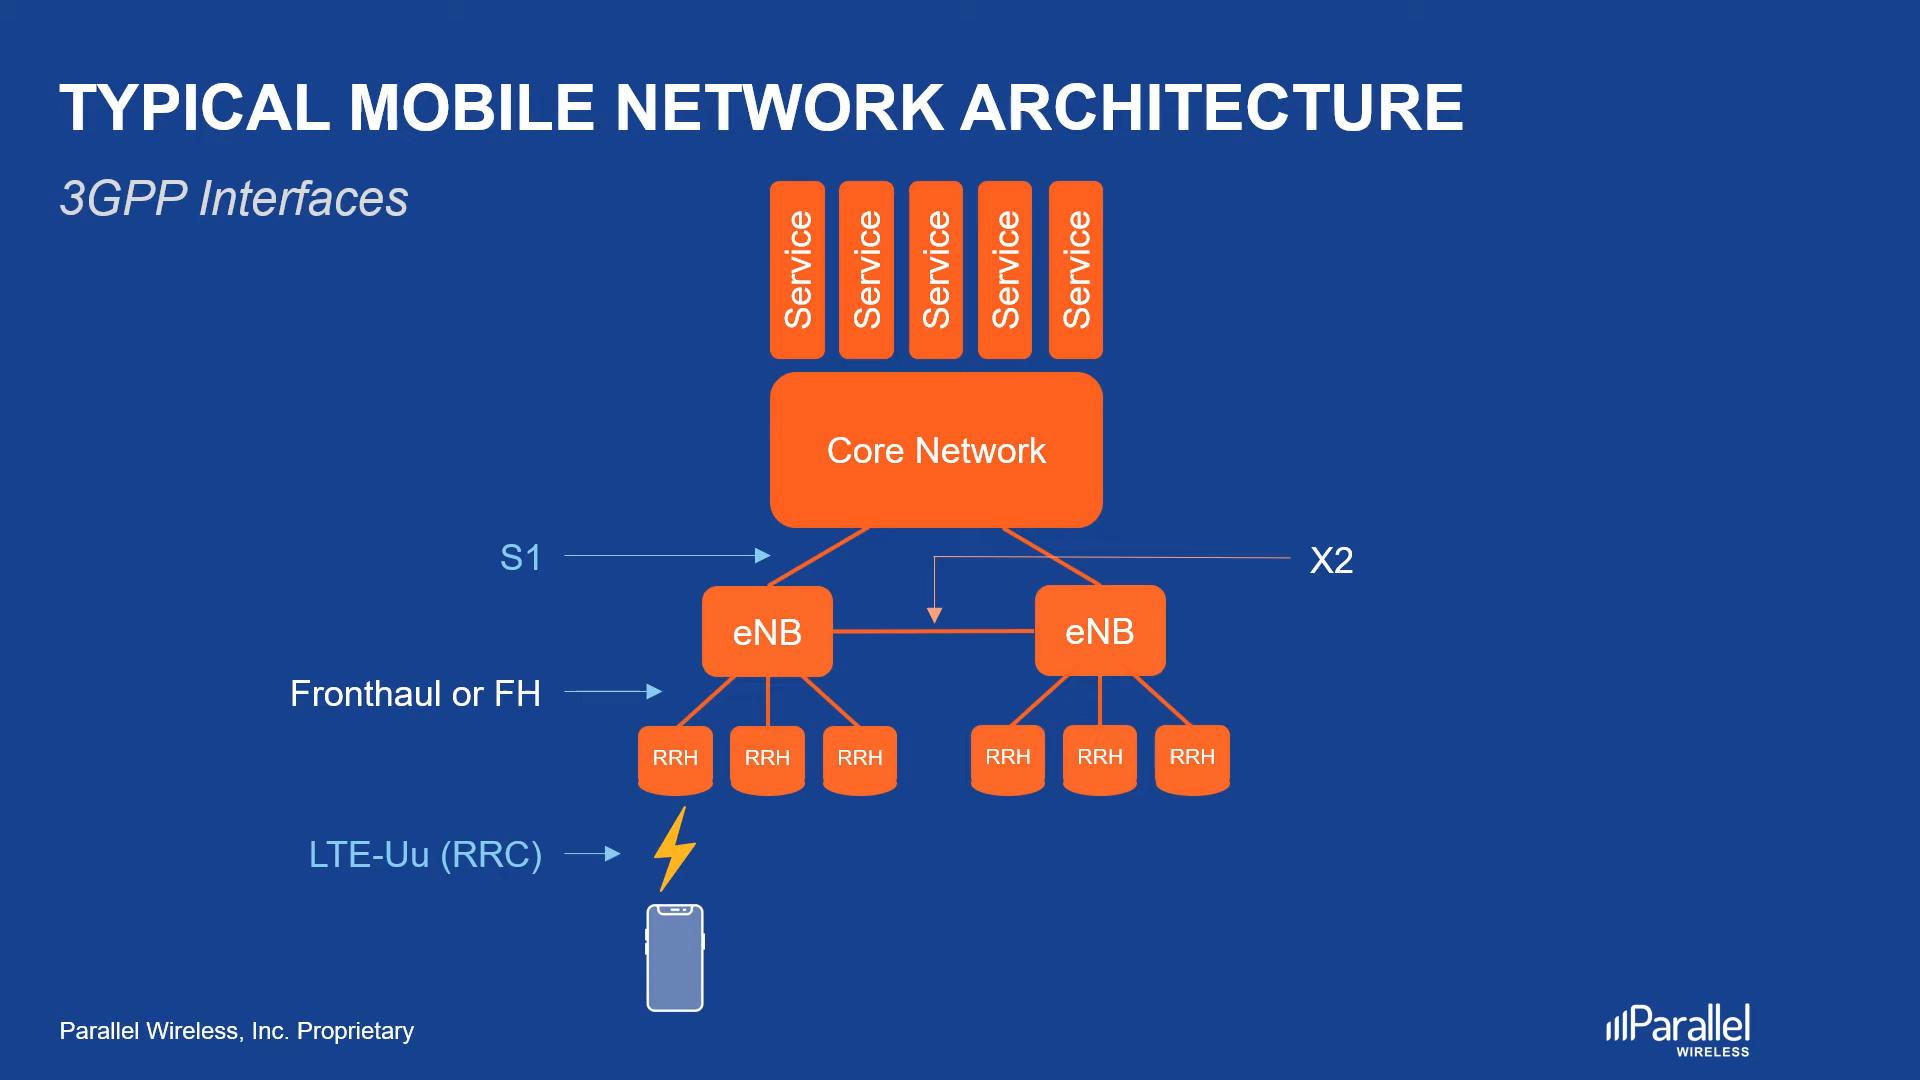 TYPICAL MOBILE NETWORK ARCHITECTURE
3GPP Interfaces
Service
Service
Service
Service
Service
Core Network
S1
X2
eNB
eNB
Fronthaul or FH
RRH
RRH
RRH
RRH
RRH
RRH
LTE-Uu (RRC)
Parallel Wireless, Inc. Proprietary
Parallel
WIRELESS